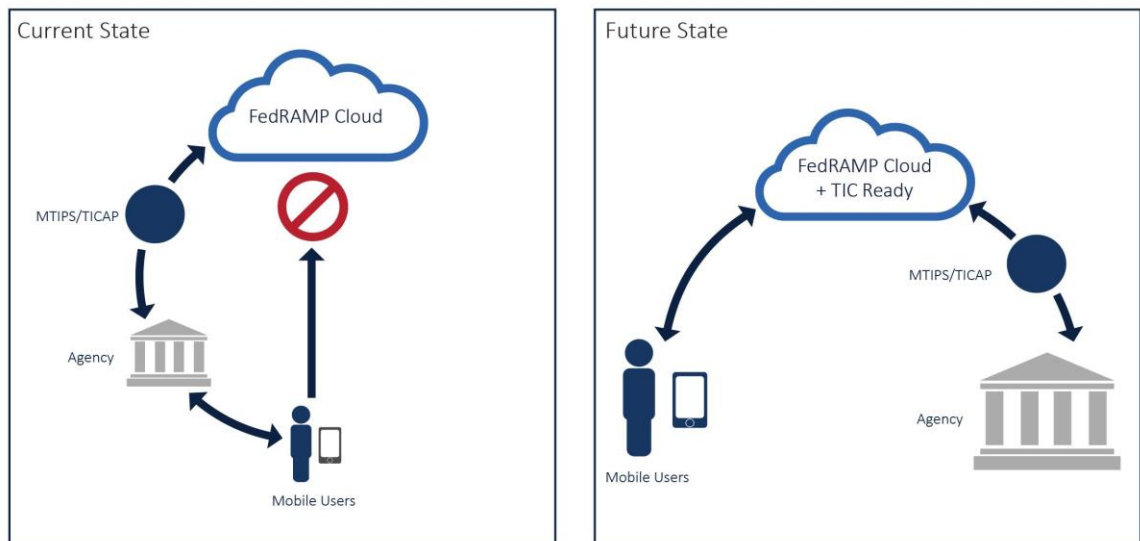 Current State
FedRAMP Cloud
MTIPS/TICAP
Agency
Mobile Users
Future State
FedRAMP Cloud
+ TIC Ready
MTIPS/TICAP
Agency
Mobile Users